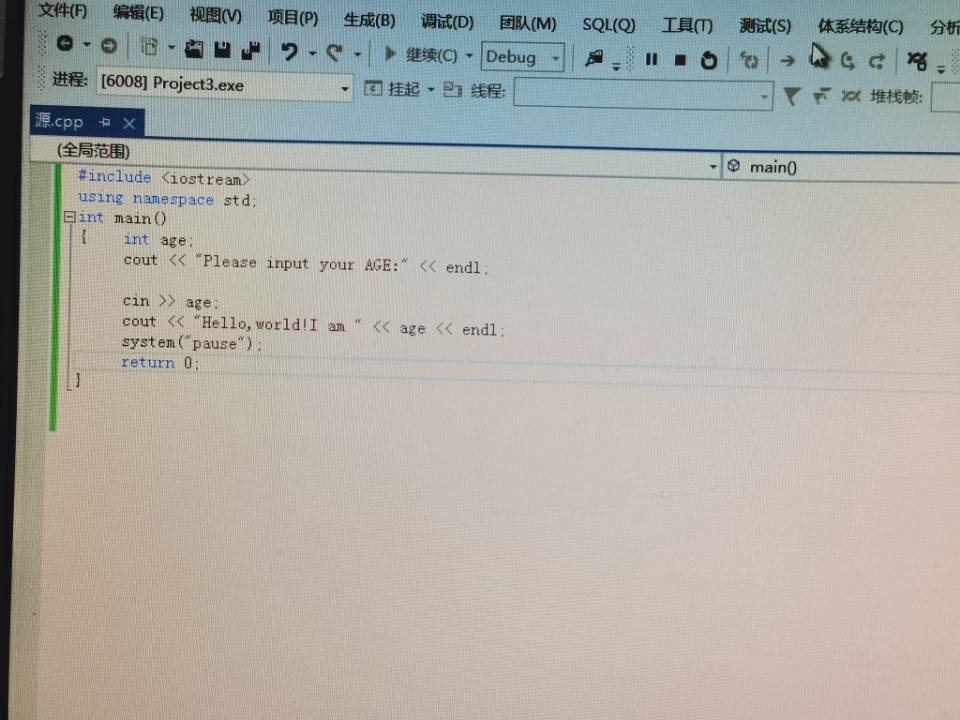 文件(F) 编辑(E) 视图(V) 项目(P) 生成(B) 调试(D) 团队(M) SQL(Q) 工具(T) 测试(S) 体系结构(C) 分析
继续(C) Debug
进程: [6008] Project3.exe 挂起 线程: 堆栈帧:
源.cpp
(全局范围) main()
#include <iostream>
using namespace std;
int main()
{ int age;
cout << "Please input your AGE:" << endl;
cin >> age;
cout << "Hello,world!I am " << age << endl;
system("pause");
return 0;
}